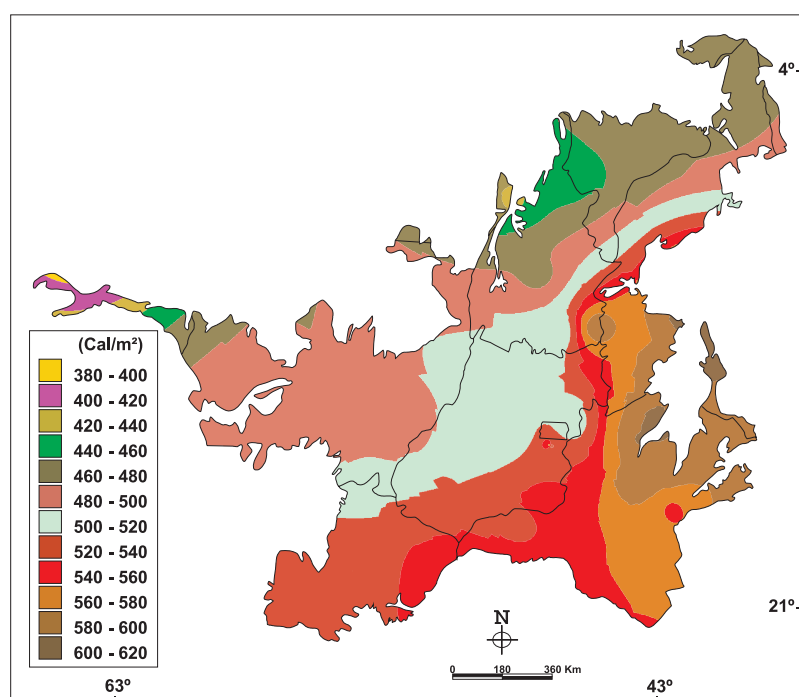 4º
(Cal/m²)
380 - 400
400 - 420
420 - 440
440 - 460
460 - 480
480 - 500
500 - 520
520 - 540
540 - 560
560 - 580
580 - 600
600 - 620
21º
N
0 180 360 Km
63º 43º